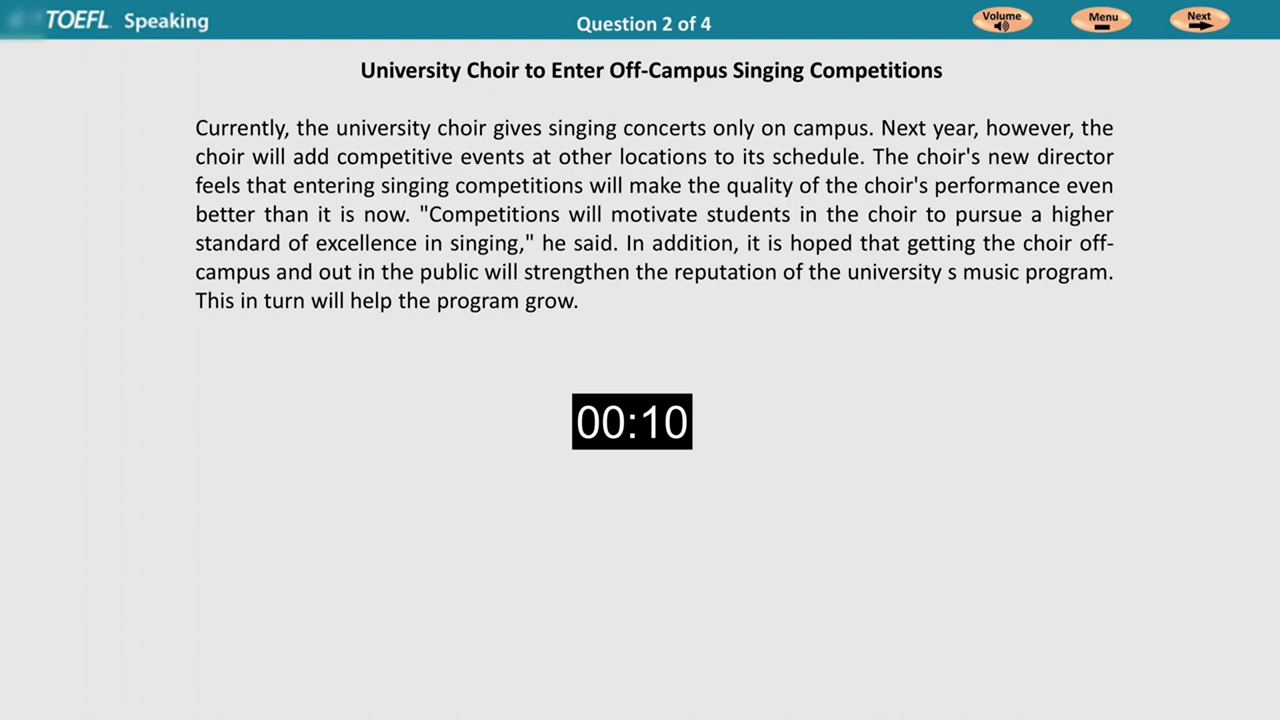 TOEFL Speaking
Question 2 of 4
Volume
Menu
Next
University Choir to Enter Off-Campus Singing Competitions
Currently, the university choir gives singing concerts only on campus. Next year, however, the
choir will add competitive events at other locations to its schedule. The choir's new director
feels that entering singing competitions will make the quality of the choir's performance even
better than it is now. "Competitions will motivate students in the choir to pursue a higher
standard of excellence in singing," he said. In addition, it is hoped that getting the choir off-
campus and out in the public will strengthen the reputation of the university s music program.
This in turn will help the program grow.
00:10